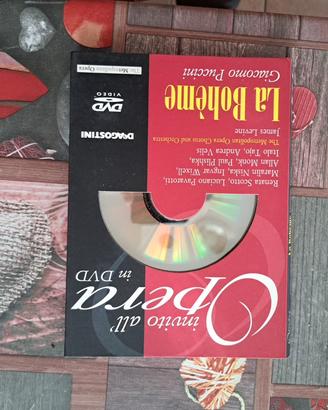 invito all'
Opera
in DVD
Renata, Scotto, Luciano, Pavarotti,
Maralin, Niska, Ingvar, Wixell,
Allan, Monk, Paul Plishka,
Italo, Tajo, Andrea Velis
The Metropolitan Opera Chorus and Orchestra
James Levine
La Bohème
Giacomo Puccini
DeAGOSTINI
DVD
VIDEO
The Metropolitan Opera